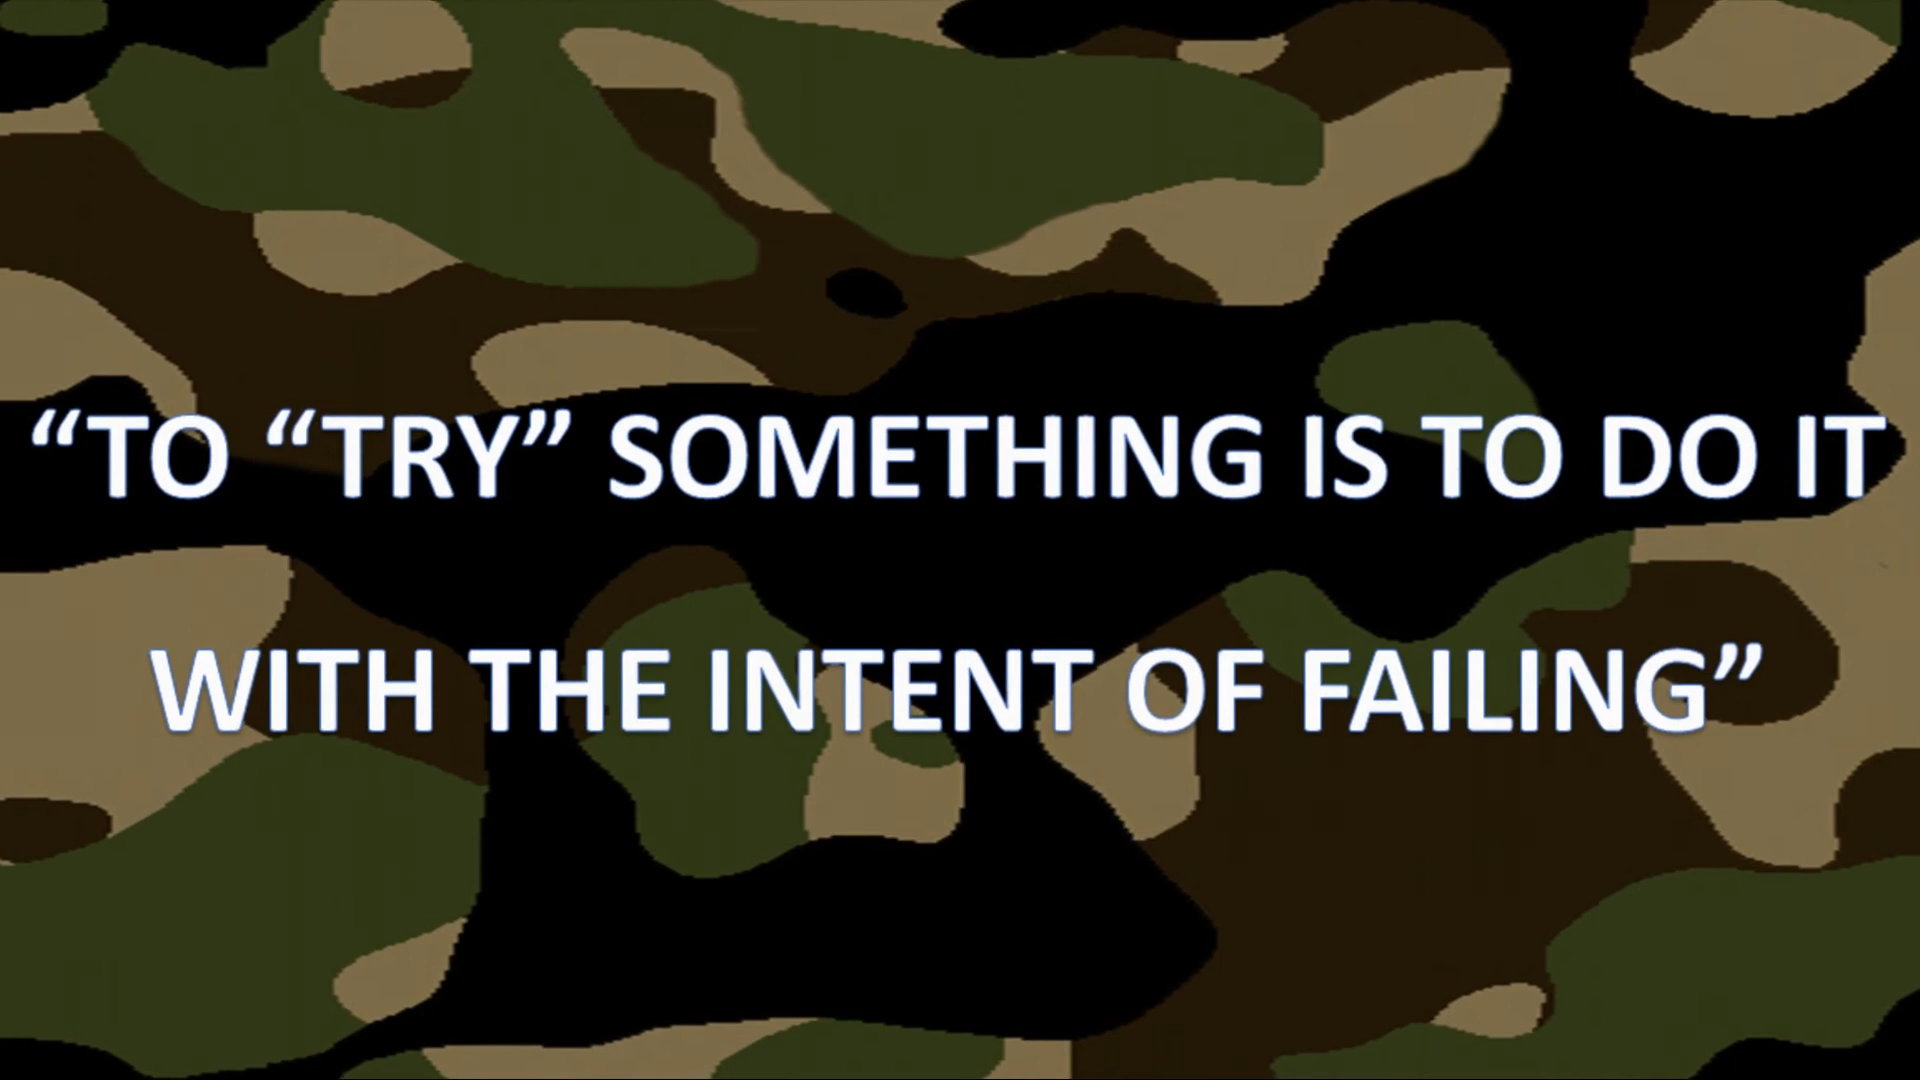 “TO “TRY” SOMETHING IS TO DO IT
WITH THE INTENT OF FAILING”